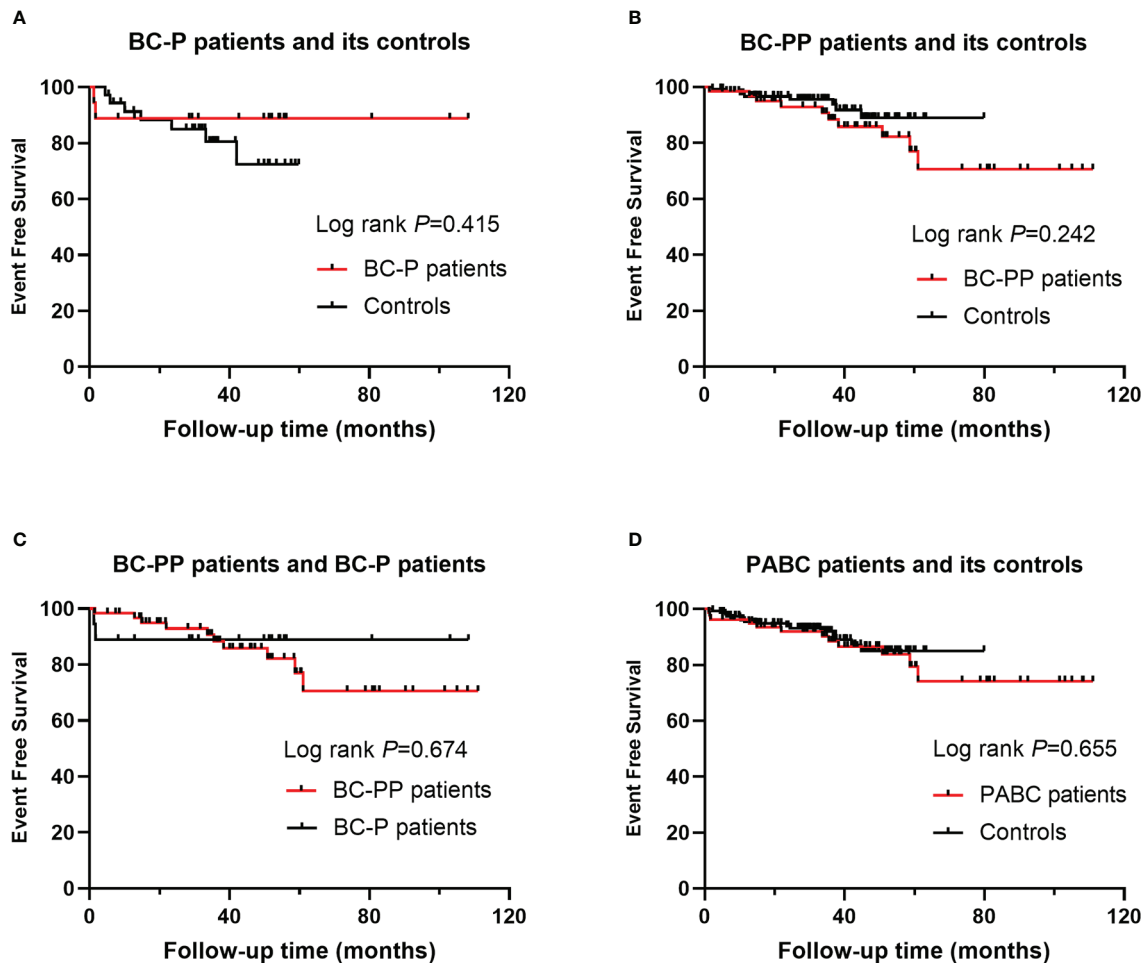 A
BC-P patients and its controls
Event Free Survival
100
80
60
40
20
0
Log rank P=0.415
BC-P patients
Controls
0 40 80 120
Follow-up time (months)
B
BC-PP patients and its controls
Event Free Survival
100
80
60
40
20
0
Log rank P=0.242
BC-PP patients
Controls
0 40 80 120
Follow-up time (months)
C
BC-PP patients and BC-P patients
Event Free Survival
100
80
60
40
20
0
Log rank P=0.674
BC-PP patients
BC-P patients
0 40 80 120
Follow-up time (months)
D
PABC patients and its controls
Event Free Survival
100
80
60
40
20
0
Log rank P=0.655
PABC patients
Controls
0 40 80 120
Follow-up time (months)